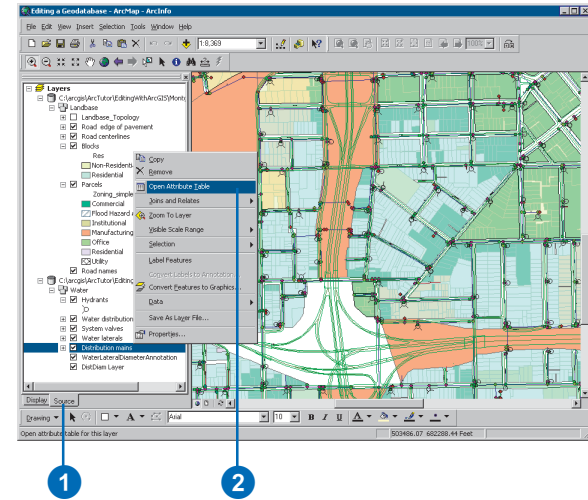 Editing a Geodatabase - ArcMap - ArcInfo
File Edit View Insert Selection Tools Window Help
1:8,369
100%
Layers
C:\arcgis\ArcTutor\EditingWithArcGIS\Mont
Landbase
Landbase_Topology
Road edge of pavement
Road centerlines
Blocks
Res
Non-Residenti
Residential
Parcels
Zoning_simple
Commercial
Flood Hazard
Institutional
Manufacturing
Office
Residential
Utility
Road names
C:\arcgis\ArcTutor\Editing
Water
Hydrants
Water distribution
System valves
Water laterals
Distribution mains
WaterLateralDiameterAnnotation
DistDiam Layer
Copy
Remove
Open Attribute Table
Joins and Relates
Zoom To Layer
Visible Scale Range
Selection
Label Features
Convert Labels to Annotation...
Convert Features to Graphics...
Data
Save As Layer File...
Properties...
Display Source
Drawing A Arial 10 B I U A
Open attribute table for this layer 503486.07 682288.44 Feet
1 2